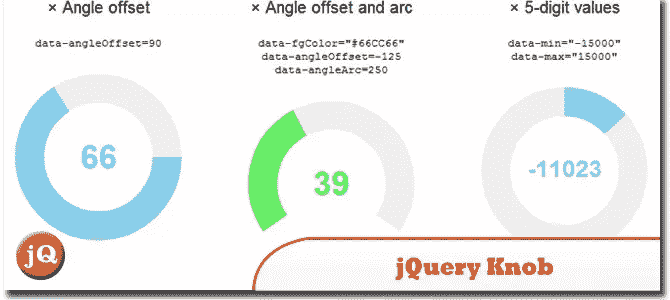 × Angle offset
data-angleOffset=90
66
× Angle offset and arc
data-fgColor="#66CC66"
data-angleOffset=-125
data-angleArc=250
39
× 5-digit values
data-min="-15000"
data-max="15000"
-11023
jQ
jQuery Knob